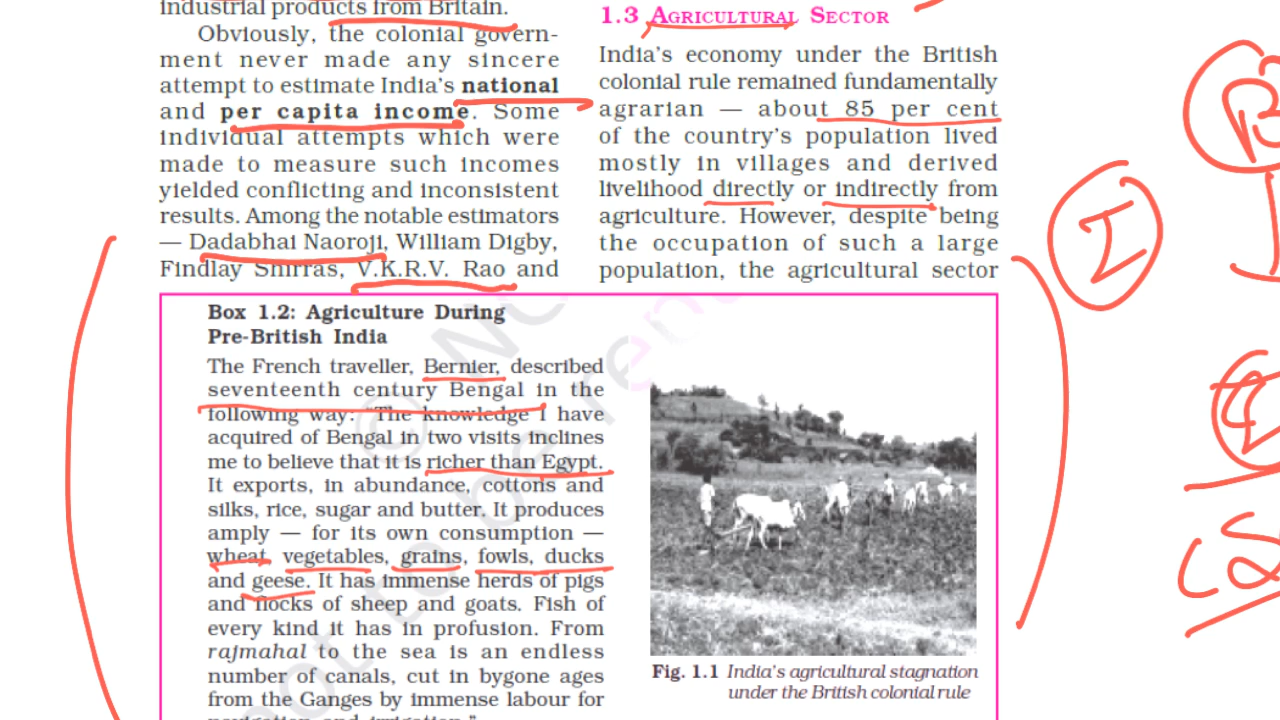 industrial products from Britain.
Obviously, the colonial govern-
ment never made any sincere
attempt to estimate India's national
and per capita income. Some
individual attempts which were
made to measure such incomes
yielded conflicting and inconsistent
results. Among the notable estimators
— Dadabhai Naoroji, William Digby,
Findlay Shirras, V.K.R.V. Rao and
1.3 AGRICULTURAL SECTOR
India's economy under the British
colonial rule remained fundamentally
agrarian — about 85 per cent
of the country's population lived
mostly in villages and derived
livelihood directly or indirectly from
agriculture. However, despite being
the occupation of such a large
population, the agricultural sector
Box 1.2: Agriculture During
Pre-British India
The French traveller, Bernier, described
seventeenth century Bengal in the
following way: "The knowledge I have
acquired of Bengal in two visits inclines
me to believe that it is richer than Egypt.
It exports, in abundance, cottons and
silks, rice, sugar and butter. It produces
amply — for its own consumption —
wheat, vegetables, grains, fowls, ducks
and geese. It has immense herds of pigs
and flocks of sheep and goats. Fish of
every kind it has in profusion. From
rajmahal to the sea is an endless
number of canals, cut in bygone ages
from the Ganges by immense labour for
navigation and irrigation."
Fig. 1.1 India's agricultural stagnation
under the British colonial rule
I